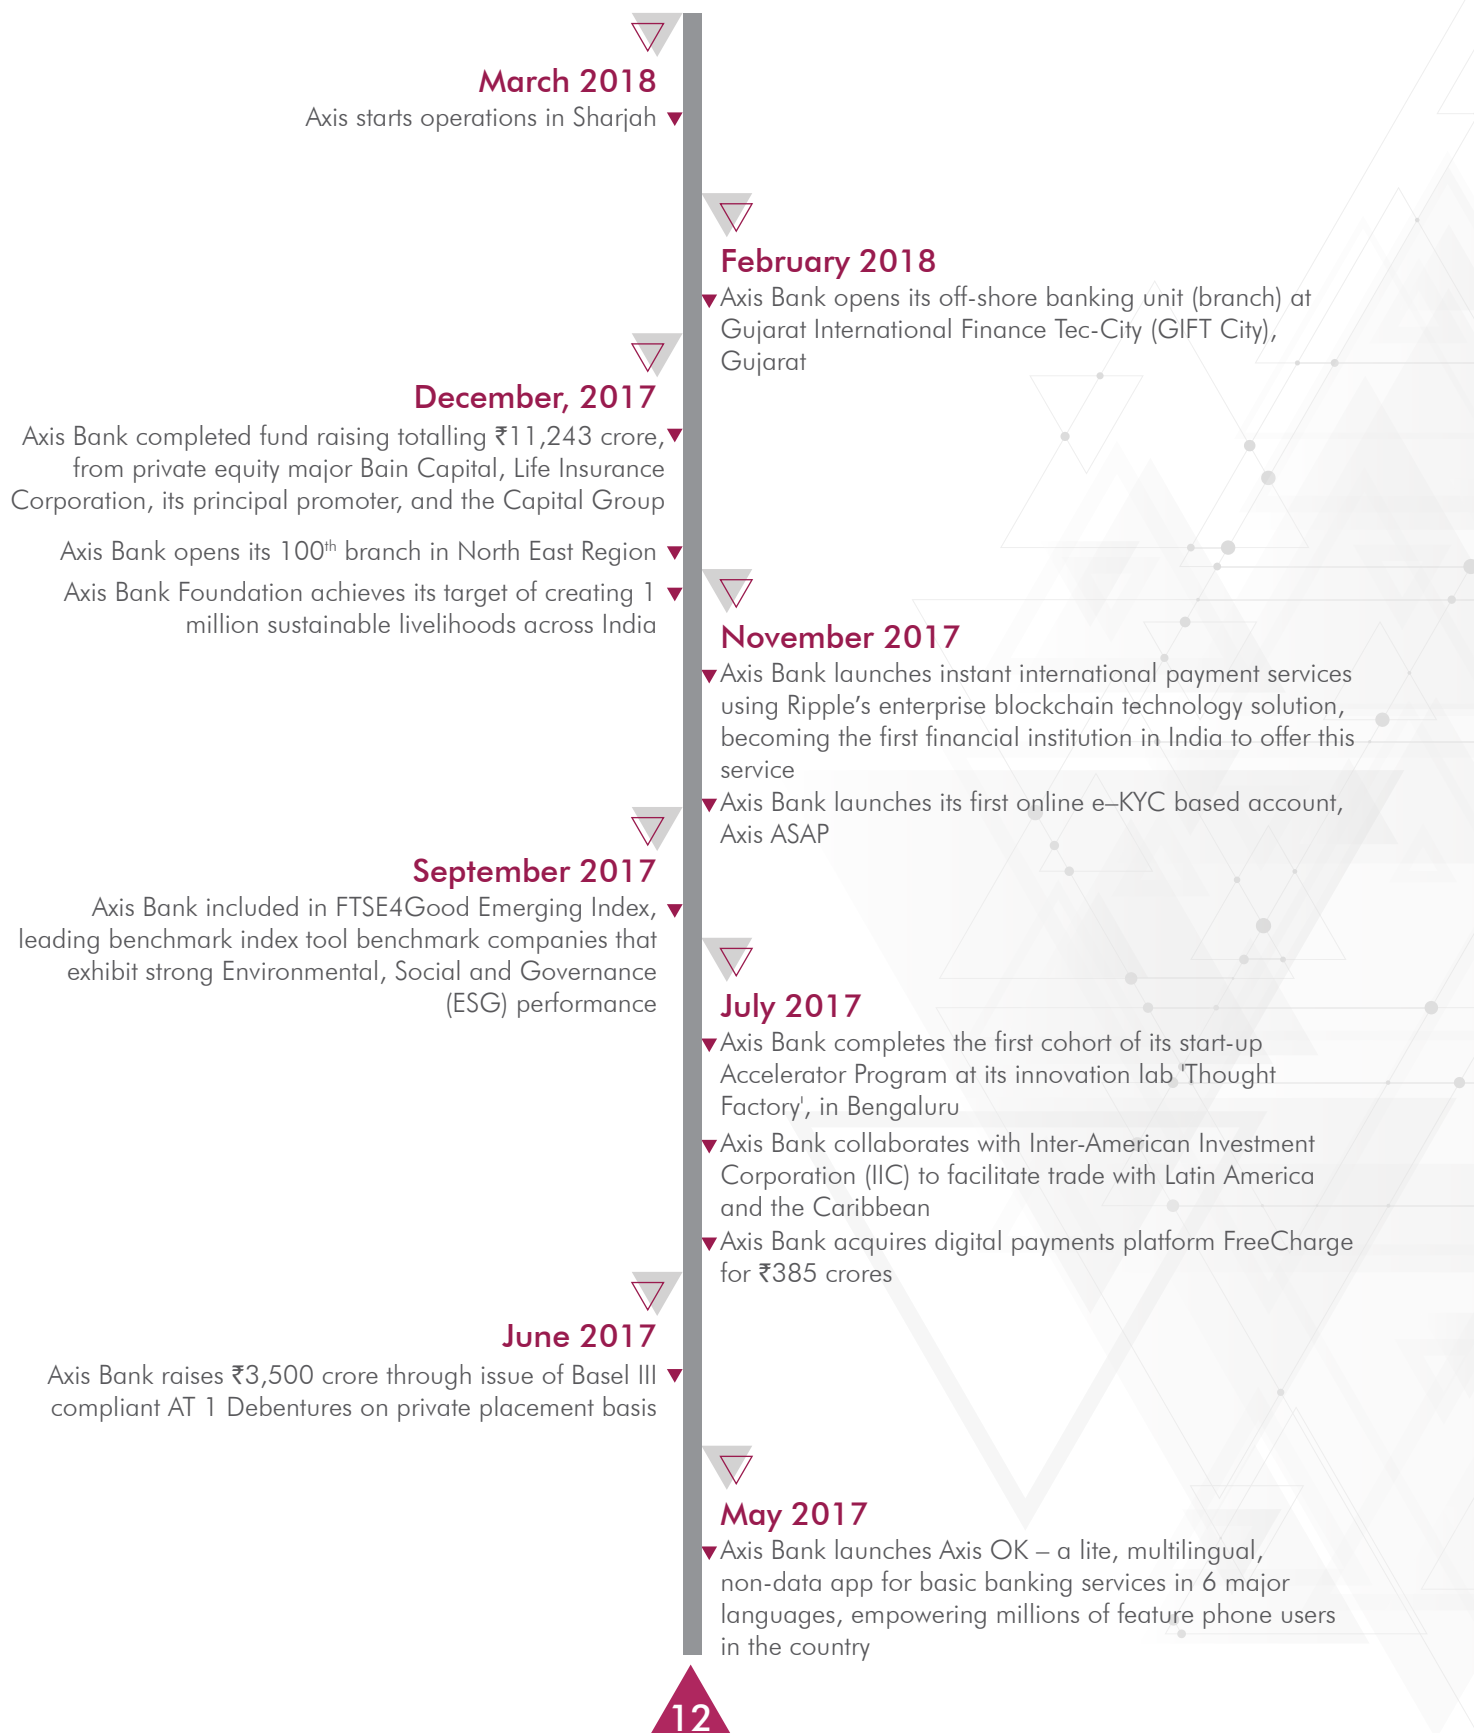 March 2018
Axis starts operations in Sharjah
February 2018
Axis Bank opens its off-shore banking unit (branch) at
Gujarat International Finance Tec-City (GIFT City),
Gujarat
December, 2017
Axis Bank completed fund raising totalling ₹11,243 crore,
from private equity major Bain Capital, Life Insurance
Corporation, its principal promoter, and the Capital Group
Axis Bank opens its 100th branch in North East Region
Axis Bank Foundation achieves its target of creating 1
million sustainable livelihoods across India
November 2017
Axis Bank launches instant international payment services
using Ripple’s enterprise blockchain technology solution,
becoming the first financial institution in India to offer this
service
Axis Bank launches its first online e–KYC based account,
Axis ASAP
September 2017
Axis Bank included in FTSE4Good Emerging Index,
leading benchmark index tool benchmark companies that
exhibit strong Environmental, Social and Governance
(ESG) performance
July 2017
Axis Bank completes the first cohort of its start-up
Accelerator Program at its innovation lab 'Thought
Factory', in Bengaluru
Axis Bank collaborates with Inter-American Investment
Corporation (IIC) to facilitate trade with Latin America
and the Caribbean
Axis Bank acquires digital payments platform FreeCharge
for ₹385 crores
June 2017
Axis Bank raises ₹3,500 crore through issue of Basel III
compliant AT 1 Debentures on private placement basis
May 2017
Axis Bank launches Axis OK – a lite, multilingual,
non-data app for basic banking services in 6 major
languages, empowering millions of feature phone users
in the country
12